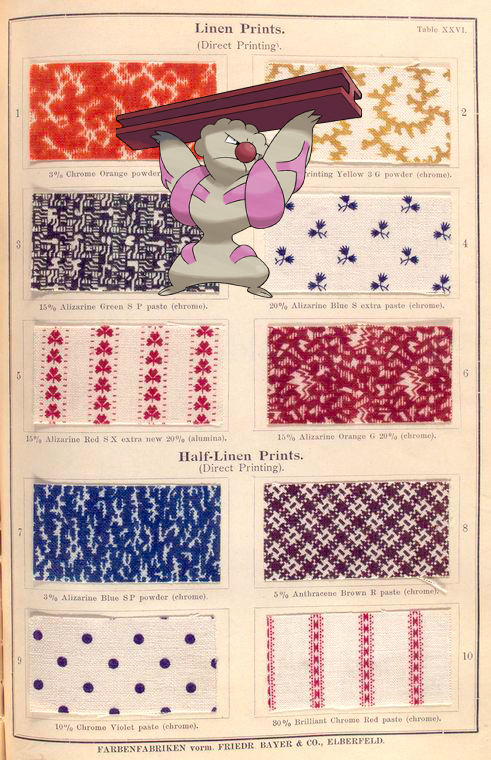 Linen Prints.
Table XXVI.
(Direct Printing).
1
2
3% Chrome Orange powder
rinting Yellow 3 G powder (chrome).
3
4
15% Alizarine Green S P paste (chrome).
20% Alizarine Blue S extra paste (chrome).
5
6
15% Alizarine Red SX extra new 20% (alumina).
15% Alizarine Orange G 20% (chrome).
Half-Linen Prints.
(Direct Printing).
7
8
3% Alizarine Blue SP powder (chrome).
5% Anthracene Brown R paste (chrome).
9
10
10% Chrome Violet paste (chrome).
30% Brilliant Chrome Red paste (chrome).
FARBENFABRIKEN vorm. FRIEDR. BAYER & CO., ELBERFELD.